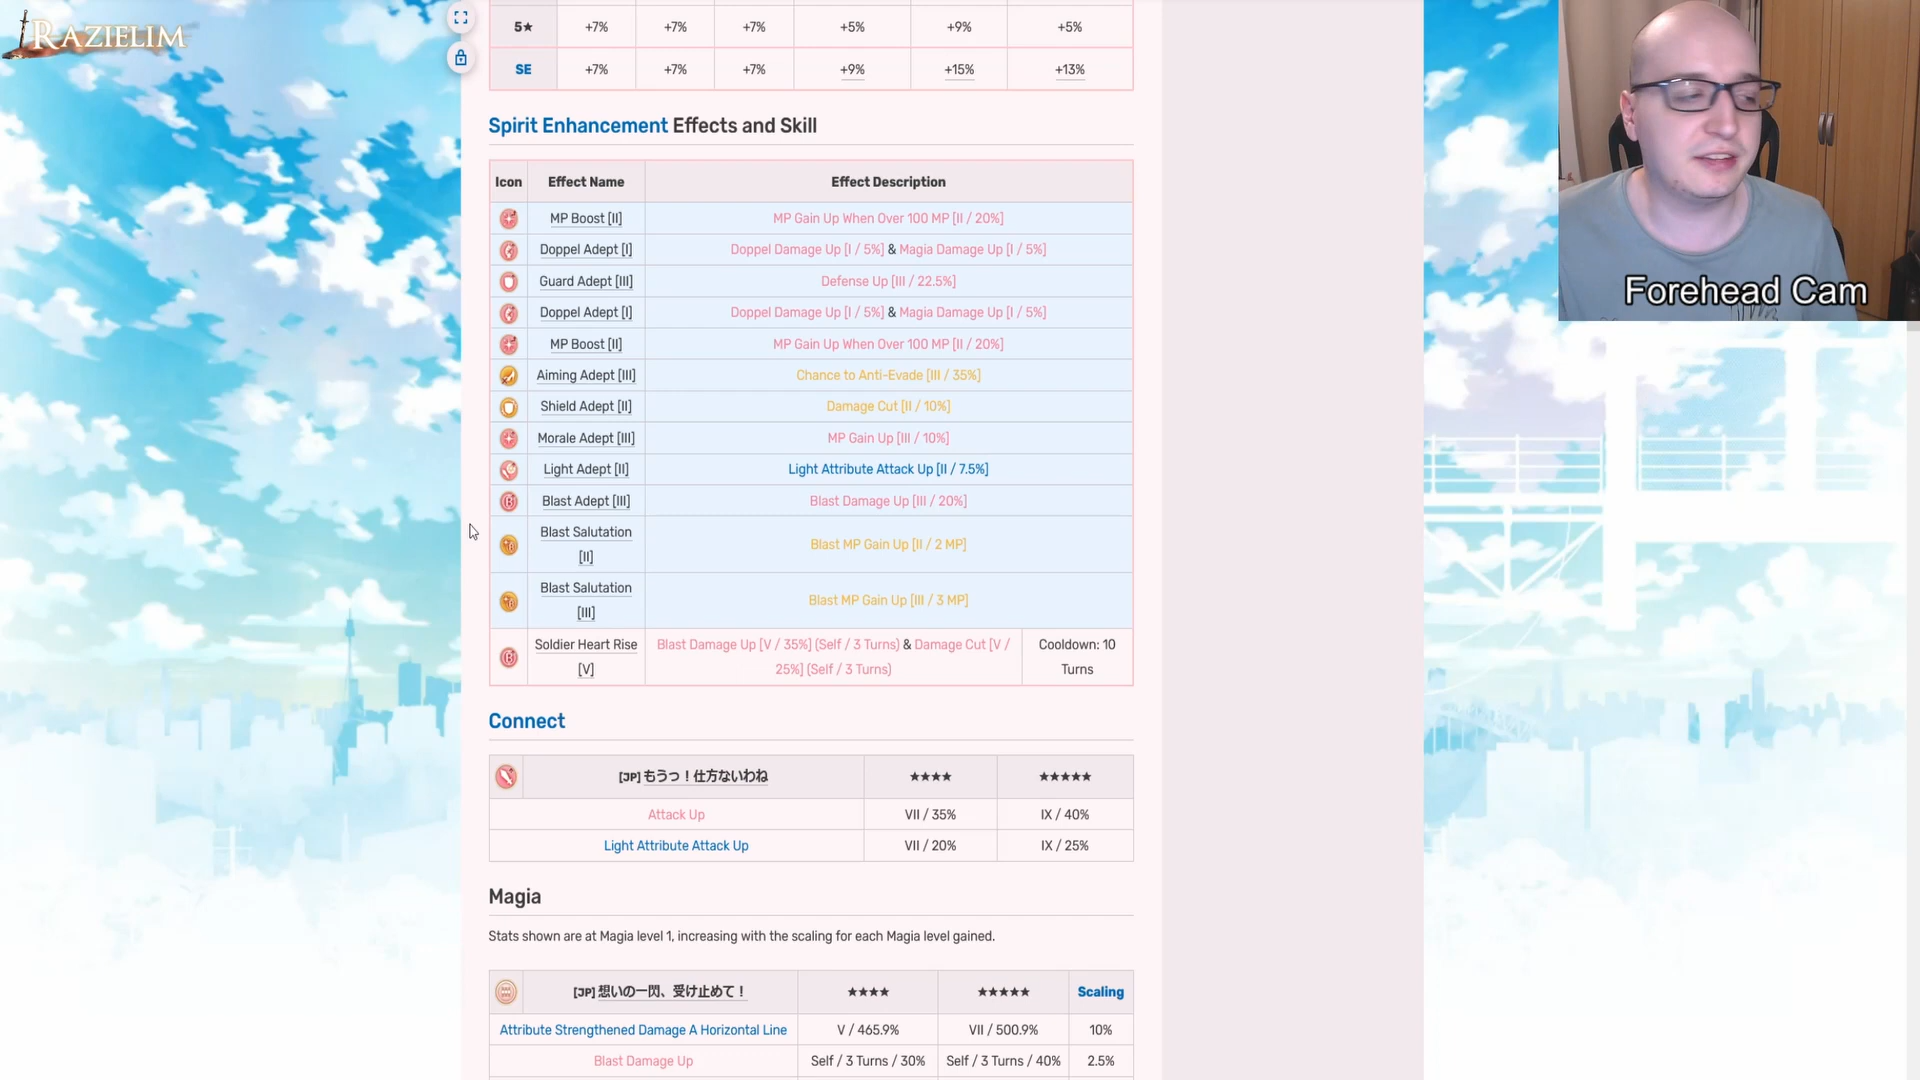 RAZIELIM
5★ +7% +7% +7% +5% +9% +5%
SE +7% +7% +7% +9% +15% +13%
Spirit Enhancement Effects and Skill
Icon Effect Name Effect Description
MP Boost [II] MP Gain Up When Over 100 MP [II / 20%]
Doppel Adept [I] Doppel Damage Up [I / 5%] & Magia Damage Up [I / 5%]
Guard Adept [III] Defense Up [III / 22.5%]
Doppel Adept [I] Doppel Damage Up [I / 5%] & Magia Damage Up [I / 5%]
MP Boost [II] MP Gain Up When Over 100 MP [II / 20%]
Aiming Adept [III] Chance to Anti-Evade [III / 35%]
Shield Adept [II] Damage Cut [II / 10%]
Morale Adept [III] MP Gain Up [III / 10%]
Light Adept [II] Light Attribute Attack Up [II / 7.5%]
Blast Adept [III] Blast Damage Up [III / 20%]
Blast Salutation
[II] Blast MP Gain Up [II / 2 MP]
Blast Salutation
[III] Blast MP Gain Up [III / 3 MP]
Soldier Heart Rise Blast Damage Up [V / 35%] (Self / 3 Turns) & Damage Cut [V / Cooldown: 10
[V] 25%] (Self / 3 Turns) Turns
Connect
[JP] もうっ！仕方ないわね ★★★★ ★★★★★
Attack Up VII / 35% IX / 40%
Light Attribute Attack Up VII / 20% IX / 25%
Magia
Stats shown are at Magia level 1, increasing with the scaling for each Magia level gained.
[JP] 想いの一閃、受け止めて！ ★★★★ ★★★★★ Scaling
Attribute Strengthened Damage A Horizontal Line V / 465.9% VII / 500.9% 10%
Blast Damage Up Self / 3 Turns / 30% Self / 3 Turns / 40% 2.5%
Forehead Cam